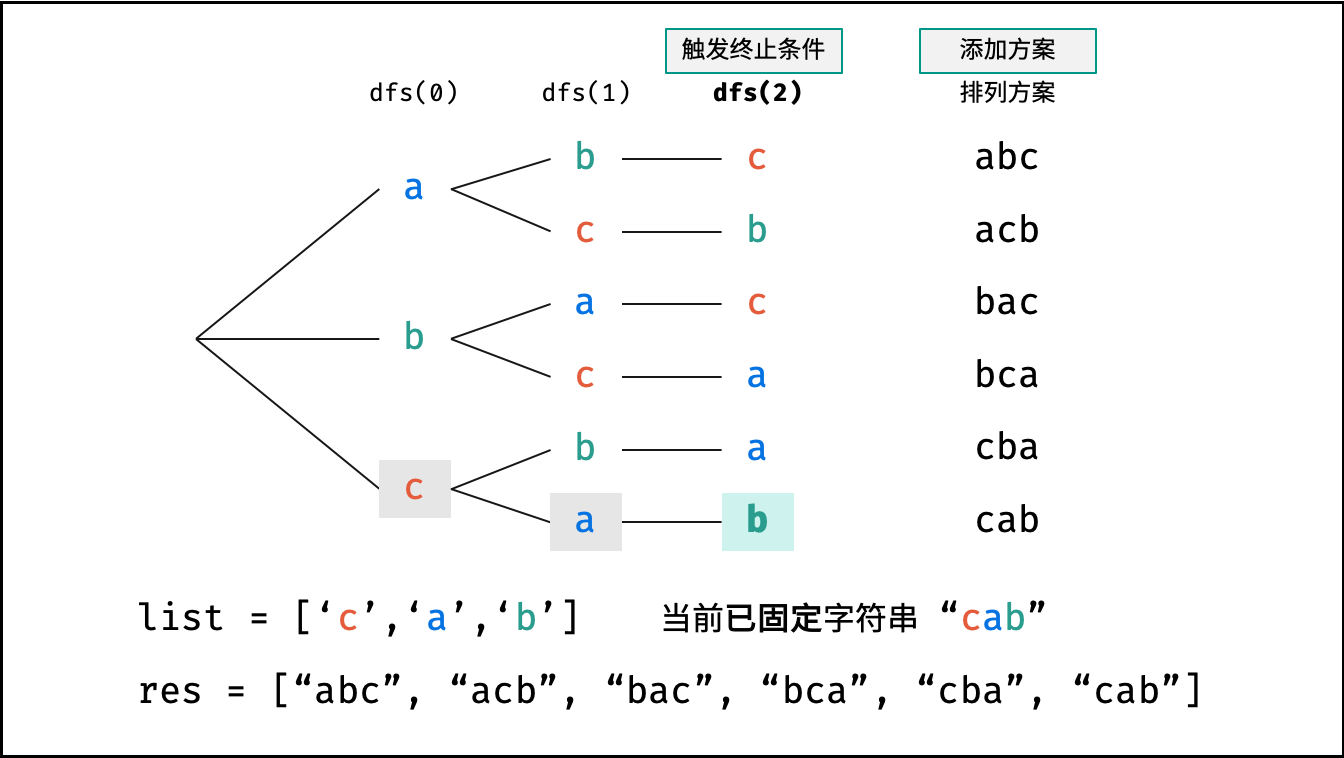 触发终止条件 添加方案
dfs(0) dfs(1) dfs(2) 排列方案
b c abc
a
c b acb
a c bac
b
c a bca
b a cba
c
a b cab
list = [‘c’,‘a’,‘b’] 当前已固定字符串 “cab”
res = [“abc”, “acb”, “bac”, “bca”, “cba”, “cab”]